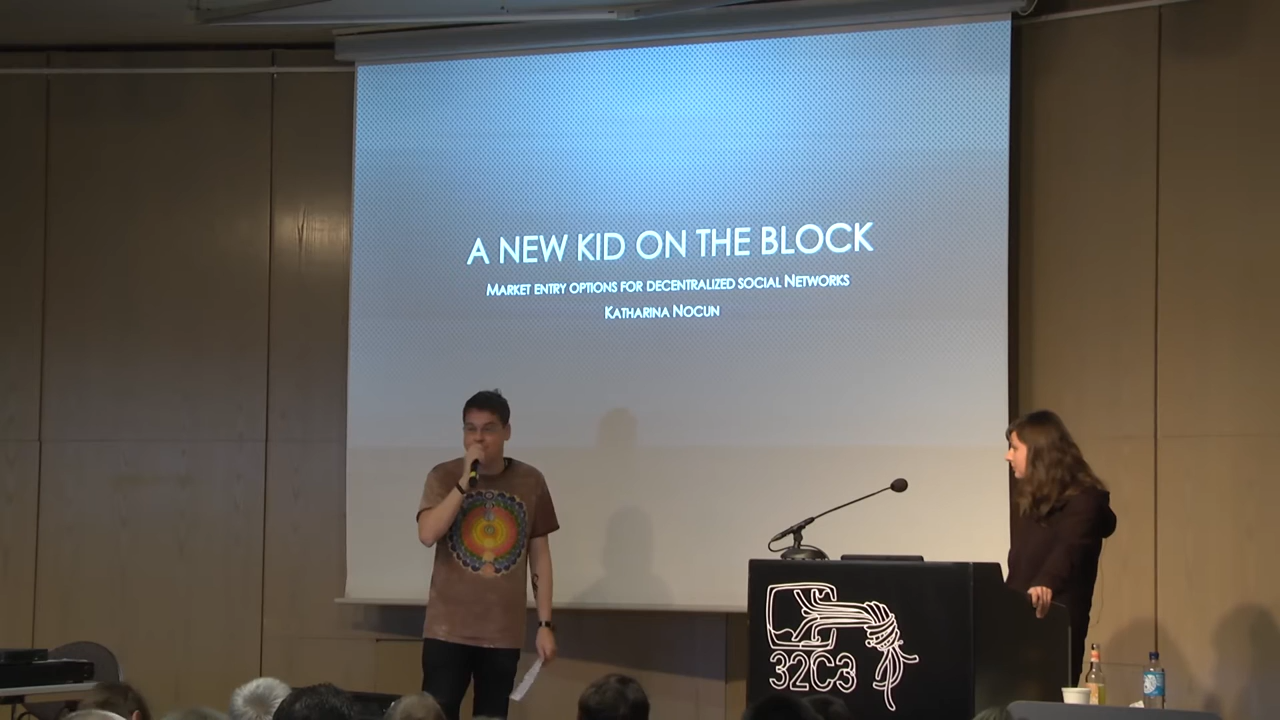 A NEW KID ON THE BLOCK
MARKET ENTRY OPTIONS FOR DECENTRALIZED SOCIAL NETWORKS
KATHARINA NOCUN
32C3